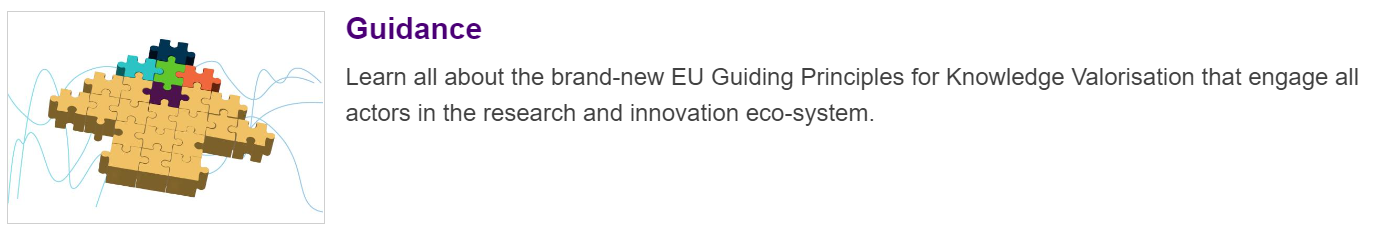 Guidance
Learn all about the brand-new EU Guiding Principles for Knowledge Valorisation that engage all
actors in the research and innovation eco-system.